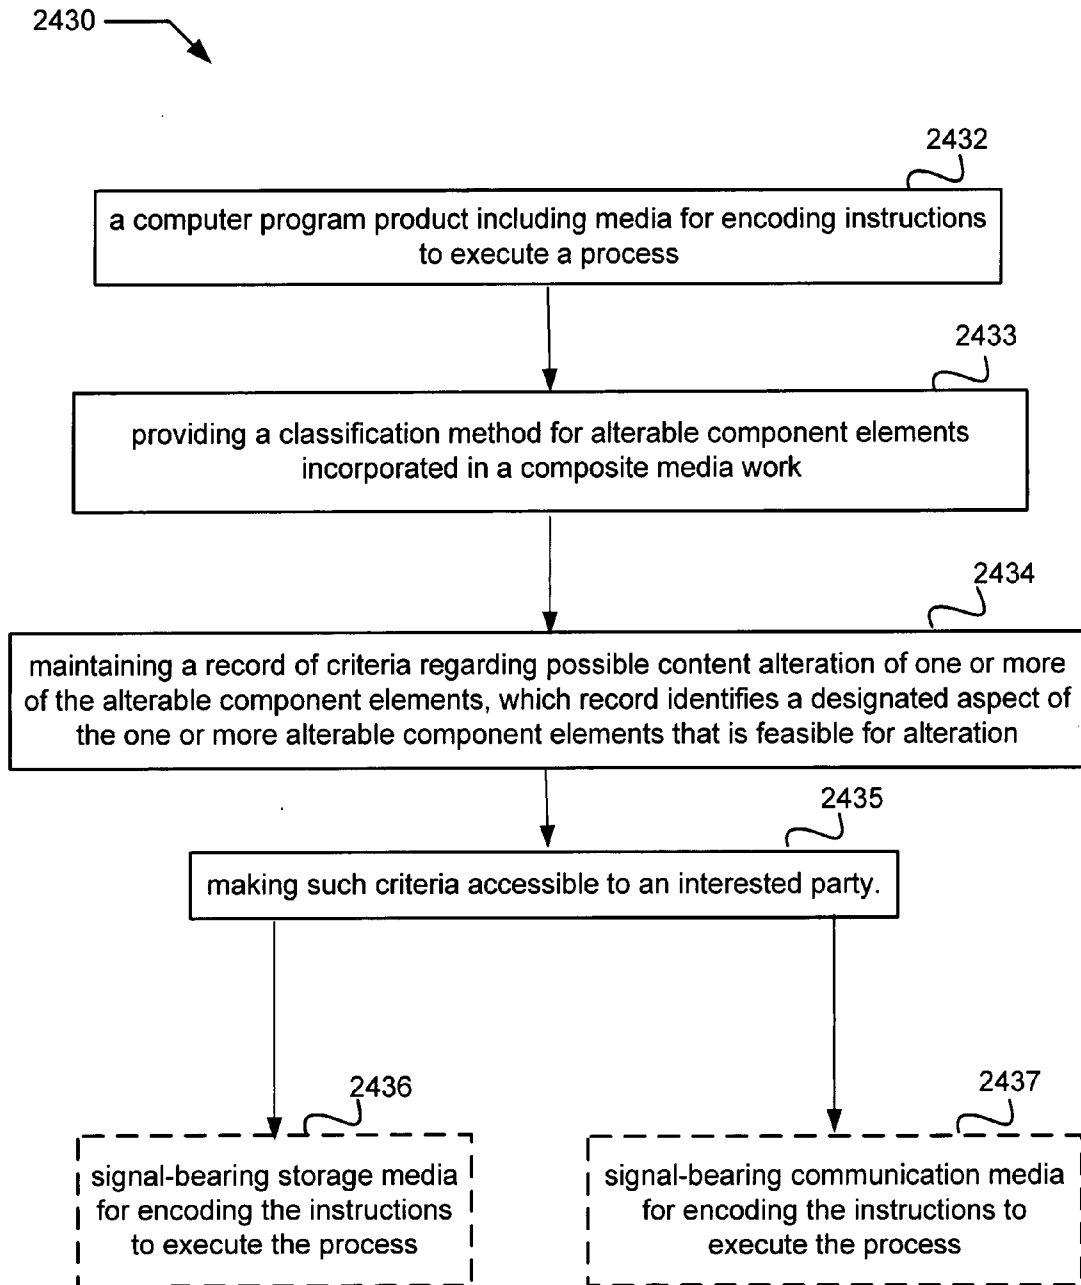 2430
2432
a computer program product including media for encoding instructions
to execute a process
2433
providing a classification method for alterable component elements
incorporated in a composite media work
2434
maintaining a record of criteria regarding possible content alteration of one or more
of the alterable component elements, which record identifies a designated aspect of
the one or more alterable component elements that is feasible for alteration
2435
making such criteria accessible to an interested party.
2436
signal-bearing storage media
for encoding the instructions
to execute the process
2437
signal-bearing communication media
for encoding the instructions to
execute the process